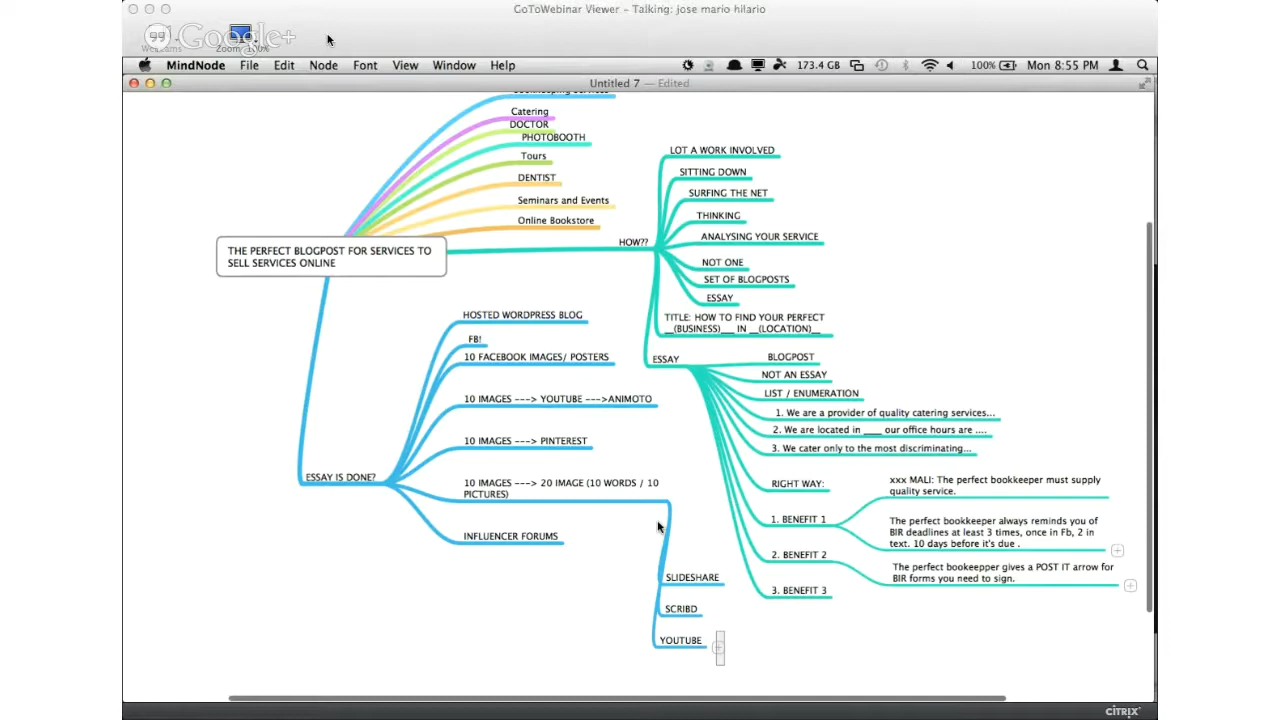 GoToWebinar Viewer - Talking: jose mario hilario
Google+
Webcams
Zoom 100%
MindNode File Edit Node Font View Window Help 173.4 GB 100% Mon 8:55 PM
Untitled 7 — Edited
Bookkeeping Services
Catering
DOCTOR
PHOTOBOOTH
Tours
DENTIST
Seminars and Events
Online Bookstore
THE PERFECT BLOGPOST FOR SERVICES TO
SELL SERVICES ONLINE
HOW??
LOT A WORK INVOLVED
SITTING DOWN
SURFING THE NET
THINKING
ANALYSING YOUR SERVICE
NOT ONE
SET OF BLOGPOSTS
ESSAY
TITLE: HOW TO FIND YOUR PERFECT
__(BUSINESS)___ IN __(LOCATION)__
ESSAY
BLOGPOST
NOT AN ESSAY
LIST / ENUMERATION
1. We are a provider of quality catering services...
2. We are located in ____ our office hours are ....
3. We cater only to the most discriminating...
RIGHT WAY:
1. BENEFIT 1
xxx MALI: The perfect bookeeper must supply
quality service.
The perfect bookkeeper always reminds you of
BIR deadlines at least 3 times, once in Fb, 2 in
text. 10 days before it's due .
2. BENEFIT 2
The perfect bookeepper gives a POST IT arrow for
BIR forms you need to sign.
3. BENEFIT 3
ESSAY IS DONE?
HOSTED WORDPRESS BLOG
FB!
10 FACEBOOK IMAGES/ POSTERS
10 IMAGES ---> YOUTUBE --->ANIMOTO
10 IMAGES ---> PINTEREST
10 IMAGES ---> 20 IMAGE (10 WORDS / 10
PICTURES)
INFLUENCER FORUMS
SLIDESHARE
SCRIBD
YOUTUBE
CITRIX